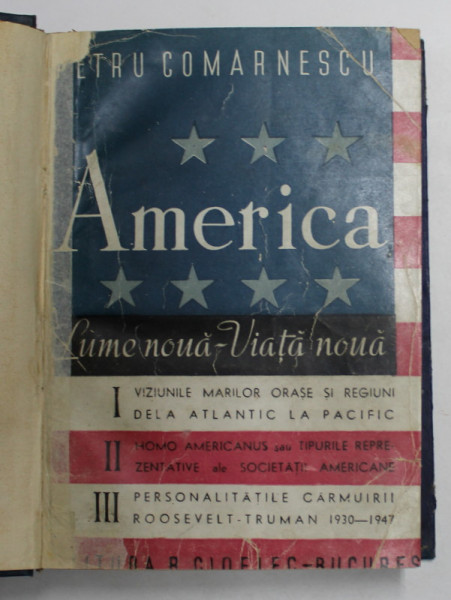 ETRU COMARNESCU
America
Lume nouă-Viață nouă
I VIZIUNILE MARILOR ORAȘE ȘI REGIUNI
DELA ATLANTIC LA PACIFIC
II HOMO AMERICANUS sau TIPURILE REPRE-
ZENTATIVE ale SOCIETĂȚII AMERICANE
III PERSONALITĂȚILE CÂRMUIRII
ROOSEVELT-TRUMAN 1930—1947